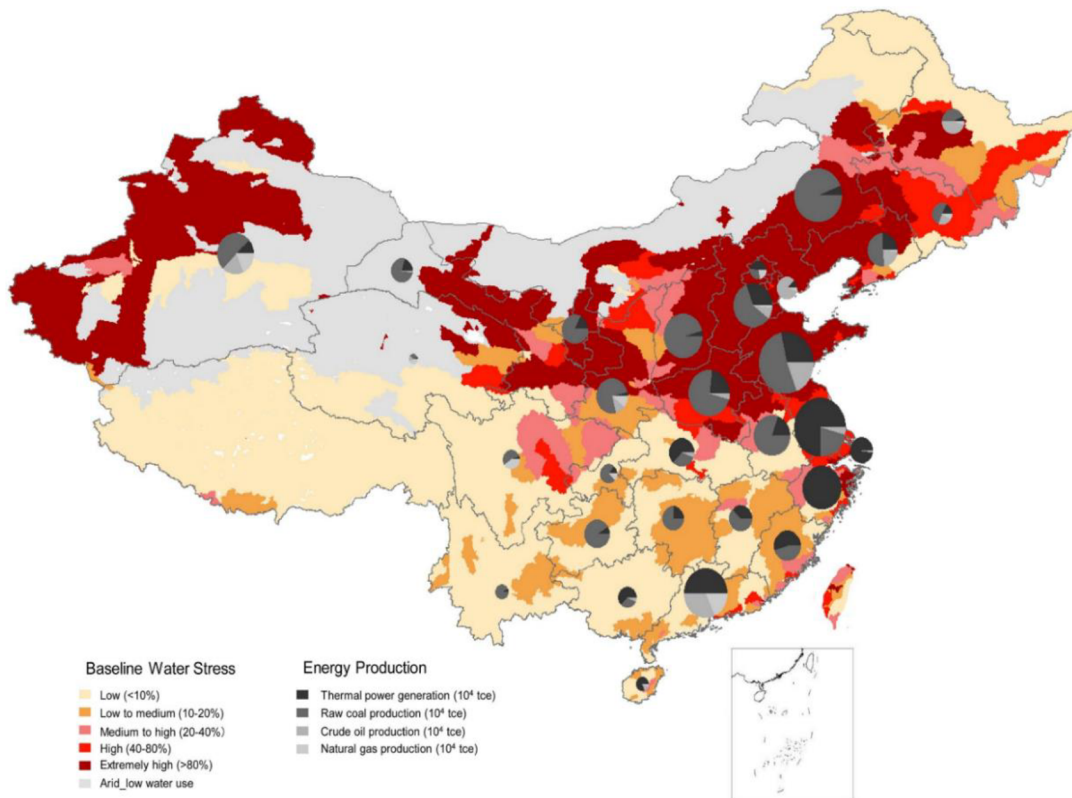 Baseline Water Stress
Low (<10%)
Low to medium (10-20%)
Medium to high (20-40%)
High (40-80%)
Extremely high (>80%)
Arid_low water use
Energy Production
Thermal power generation (10⁴ tce)
Raw coal production (10⁴ tce)
Crude oil production (10⁴ tce)
Natural gas production (10⁴ tce)